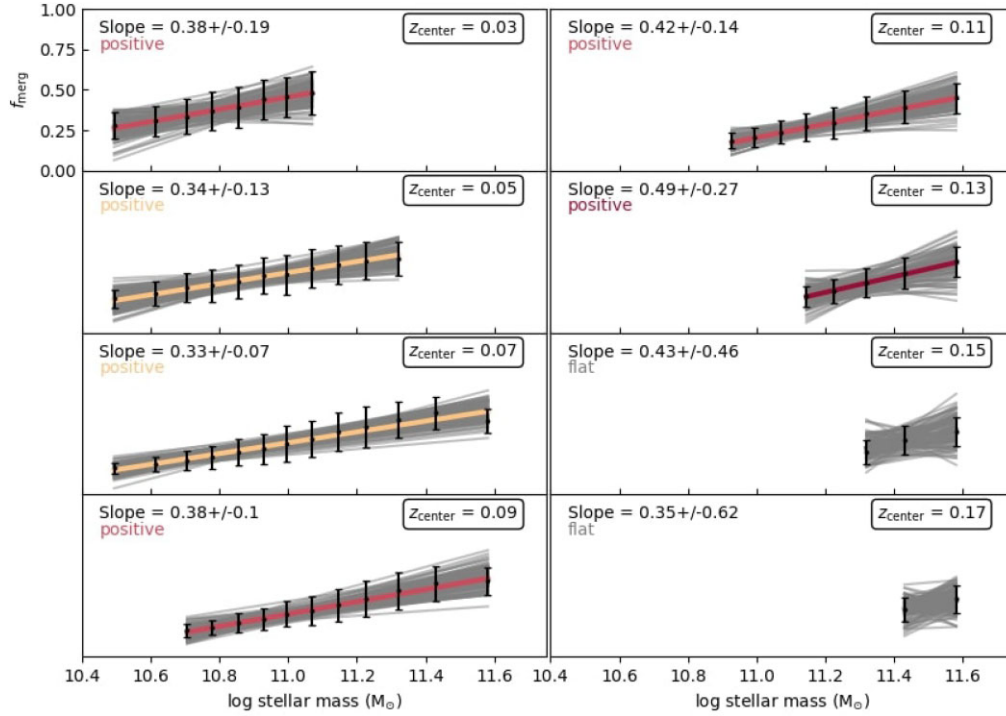 1.00
0.75
0.50
0.25
0.00
f_merg
Slope = 0.38+/-0.19
positive
z_center = 0.03
Slope = 0.42+/-0.14
positive
z_center = 0.11
Slope = 0.34+/-0.13
positive
z_center = 0.05
Slope = 0.49+/-0.27
positive
z_center = 0.13
Slope = 0.33+/-0.07
positive
z_center = 0.07
Slope = 0.43+/-0.46
flat
z_center = 0.15
Slope = 0.38+/-0.1
positive
z_center = 0.09
Slope = 0.35+/-0.62
flat
z_center = 0.17
10.4 10.6 10.8 11.0 11.2 11.4 11.6
10.4 10.6 10.8 11.0 11.2 11.4 11.6
log stellar mass (M⊙)
log stellar mass (M⊙)